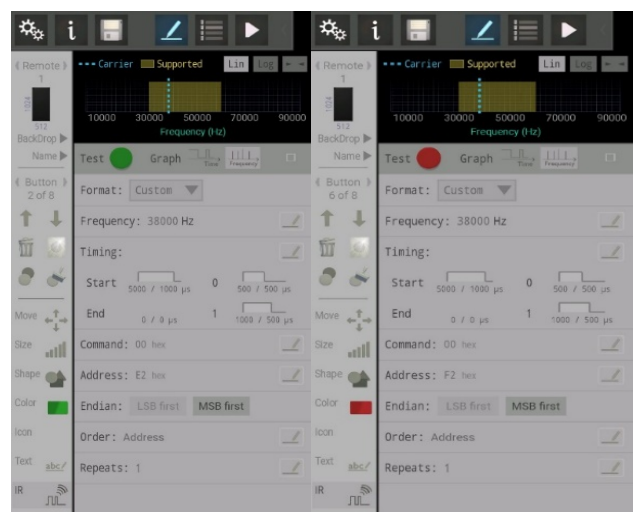 i
i
《 Remote 》
1
1024
512
BackDrop ▶
Name ▶
《 Button 》
2 of 8
Move
Size
Shape
Color
Icon
Text abc/
IR
Carrier Supported Lin Log
10000 30000 50000 70000 90000
Frequency (Hz)
Test Graph Time Frequency
Format: Custom
Frequency: 38000 Hz
Timing:
Start 5000 / 1000 µs 0 500 / 500 µs
End 0 / 0 µs 1 1000 / 500 µs
Command: 00 hex
Address: E2 hex
Endian: LSB first MSB first
Order: Address
Repeats: 1
《 Remote 》
1
1024
512
BackDrop ▶
Name ▶
《 Button 》
6 of 8
Move
Size
Shape
Color
Icon
Text abc/
IR
Carrier Supported Lin Log
10000 30000 50000 70000 90000
Frequency (Hz)
Test Graph Time Frequency
Format: Custom
Frequency: 38000 Hz
Timing:
Start 5000 / 1000 µs 0 500 / 500 µs
End 0 / 0 µs 1 1000 / 500 µs
Command: 00 hex
Address: F2 hex
Endian: LSB first MSB first
Order: Address
Repeats: 1